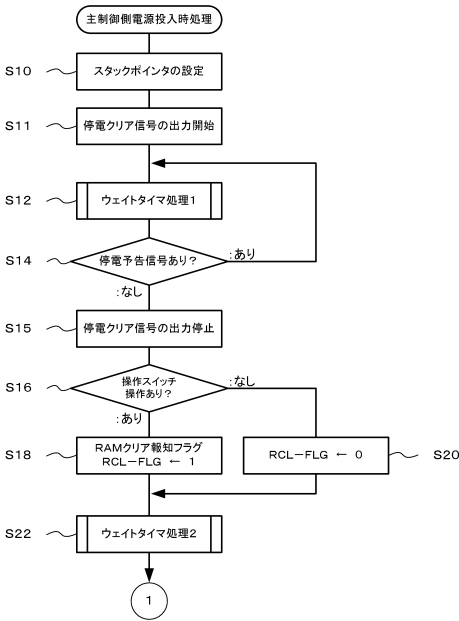 主制御側電源投入時処理
S10
スタックポインタの設定
S11
停電クリア信号の出力開始
S12
ウェイトタイマ処理1
S14
停電予告信号あり?
:あり
:なし
S15
停電クリア信号の出力停止
S16
操作スイッチ
操作あり?
:なし
:あり
S18
RAMクリア報知フラグ
RCL-FLG ← 1
RCL-FLG ← 0
S20
S22
ウェイトタイマ処理2
1